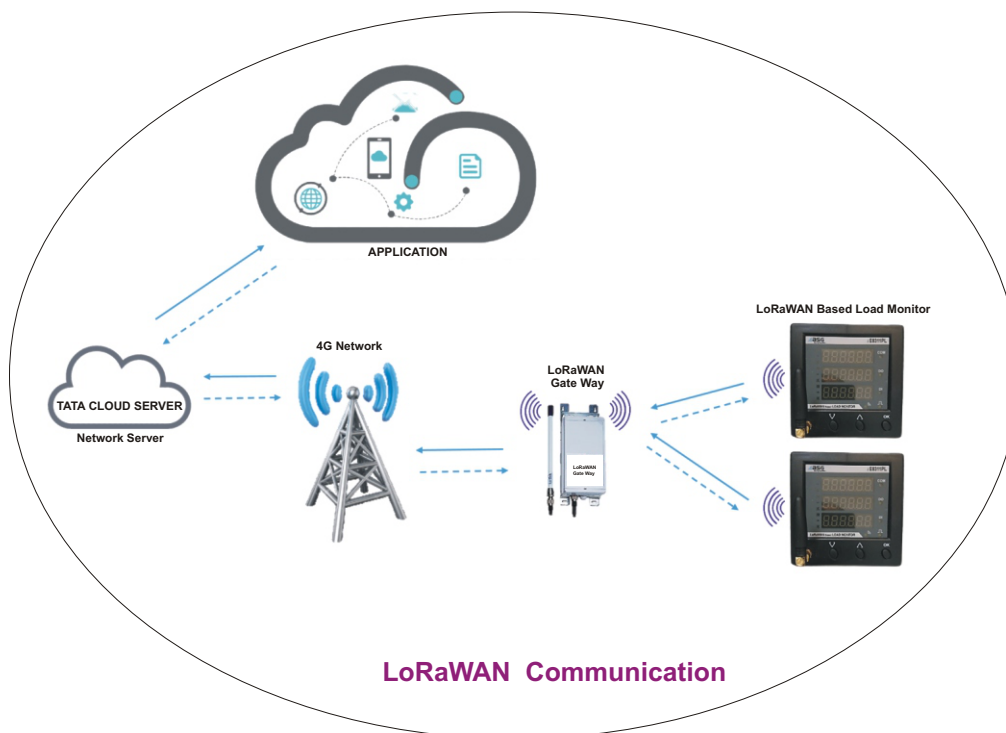 APPLICATION
LoRaWAN Based Load Monitor
4G Network
LoRaWAN
Gate Way
TATA CLOUD SERVER
Network Server
LoRaWAN
Gate Way
LoRaWAN Communication